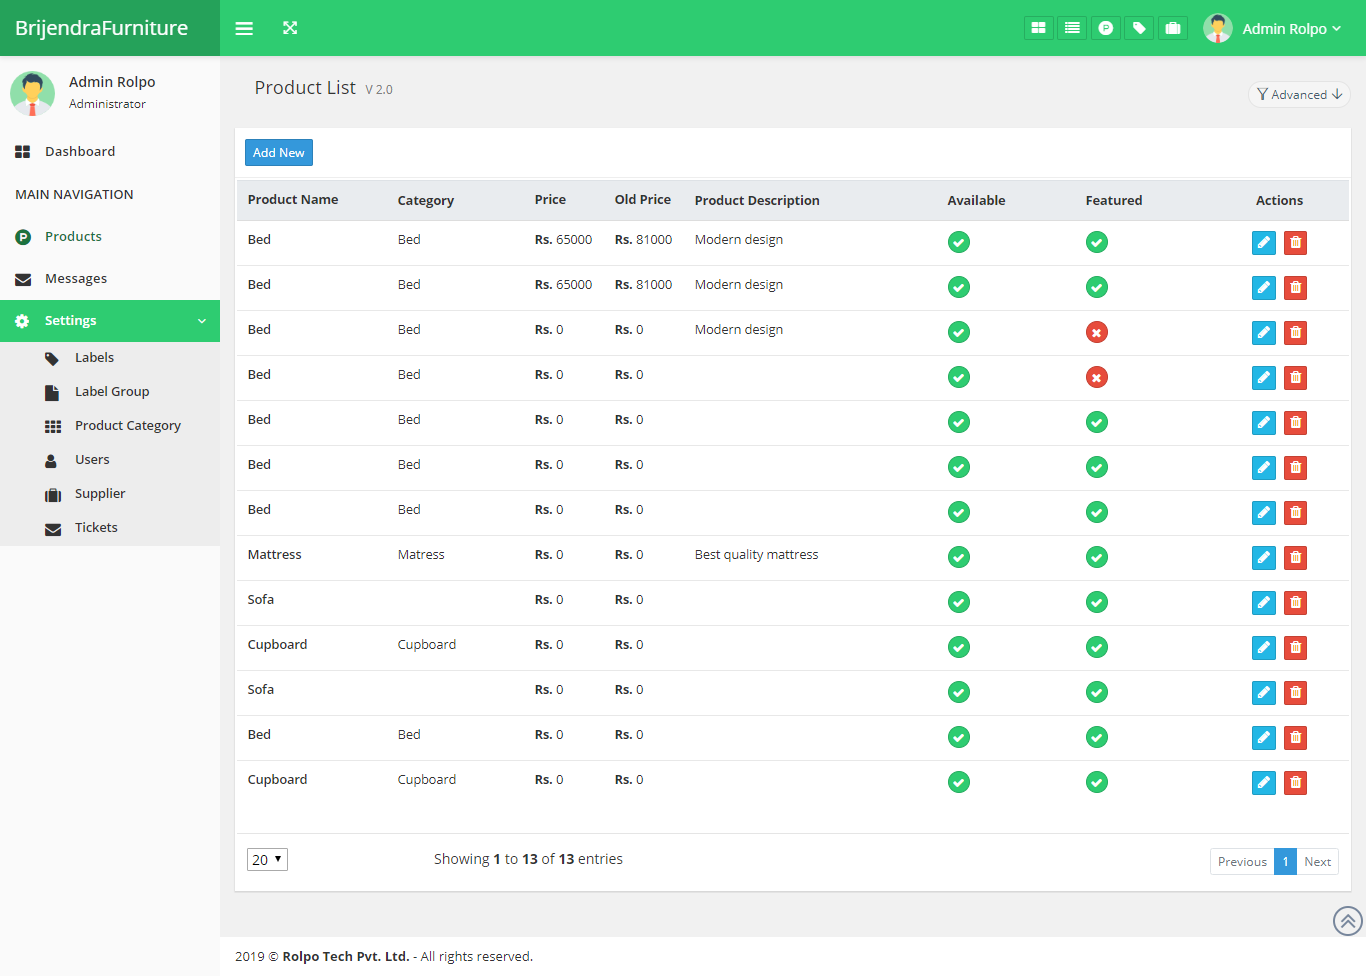 BrijendraFurniture
Admin Rolpo
Admin Rolpo
Administrator
Dashboard
MAIN NAVIGATION
Products
Messages
Settings
Labels
Label Group
Product Category
Users
Supplier
Tickets
Product List V 2.0
Advanced
Add New
Product Name Category Price Old Price Product Description Available Featured Actions
Bed Bed Rs. 65000 Rs. 81000 Modern design
Bed Bed Rs. 65000 Rs. 81000 Modern design
Bed Bed Rs. 0 Rs. 0 Modern design
Bed Bed Rs. 0 Rs. 0
Bed Bed Rs. 0 Rs. 0
Bed Bed Rs. 0 Rs. 0
Bed Bed Rs. 0 Rs. 0
Mattress Matress Rs. 0 Rs. 0 Best quality mattress
Sofa Rs. 0 Rs. 0
Cupboard Cupboard Rs. 0 Rs. 0
Sofa Rs. 0 Rs. 0
Bed Bed Rs. 0 Rs. 0
Cupboard Cupboard Rs. 0 Rs. 0
20 Showing 1 to 13 of 13 entries Previous 1 Next
2019 © Rolpo Tech Pvt. Ltd. - All rights reserved.